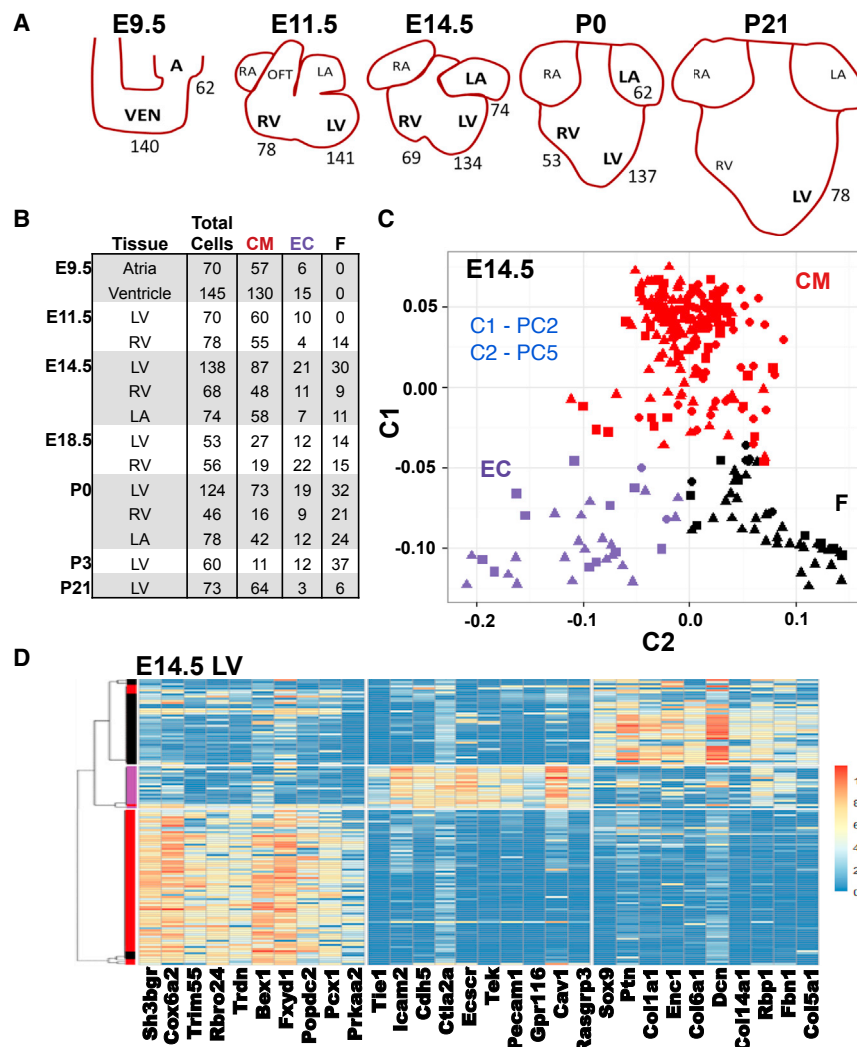 A
E9.5 E11.5 E14.5 P0 P21
A
62
VEN
140
RA OFT LA
RV LV
78 141
RA LA
74
RV LV
69 134
RA LA
62
RV
53
LV
137
RA LA
RV
LV
78
B
Tissue Total Cells CM EC F
E9.5 Atria 70 57 6 0
Ventricle 145 130 15 0
E11.5 LV 70 60 10 0
RV 78 55 4 14
E14.5 LV 138 87 21 30
RV 68 48 11 9
LA 74 58 7 11
E18.5 LV 53 27 12 14
RV 56 19 22 15
P0 LV 124 73 19 32
RV 46 16 9 21
LA 78 42 12 24
P3 LV 60 11 12 37
P21 LV 73 64 3 6
C
E14.5
CM
C1 - PC2
C2 - PC5
EC
F
C1
0.05
0.00
-0.05
-0.10
-0.2 -0.1 0.0 0.1
C2
D
E14.5 LV
Sh3bgr
Cox6a2
Trim55
Rbro24
Trdn
Bex1
Fxyd1
Popdc2
Pcx1
Prkaa2
Tie1
Icam2
Cdh5
Ctla2a
Ecscr
Tek
Pecam1
Gpr116
Cav1
Rasgrp3
Sox9
Ptn
Col1a1
Enc1
Col6a1
Dcn
Col14a1
Rbp1
Fbn1
Col5a1
8
6
4
2
0